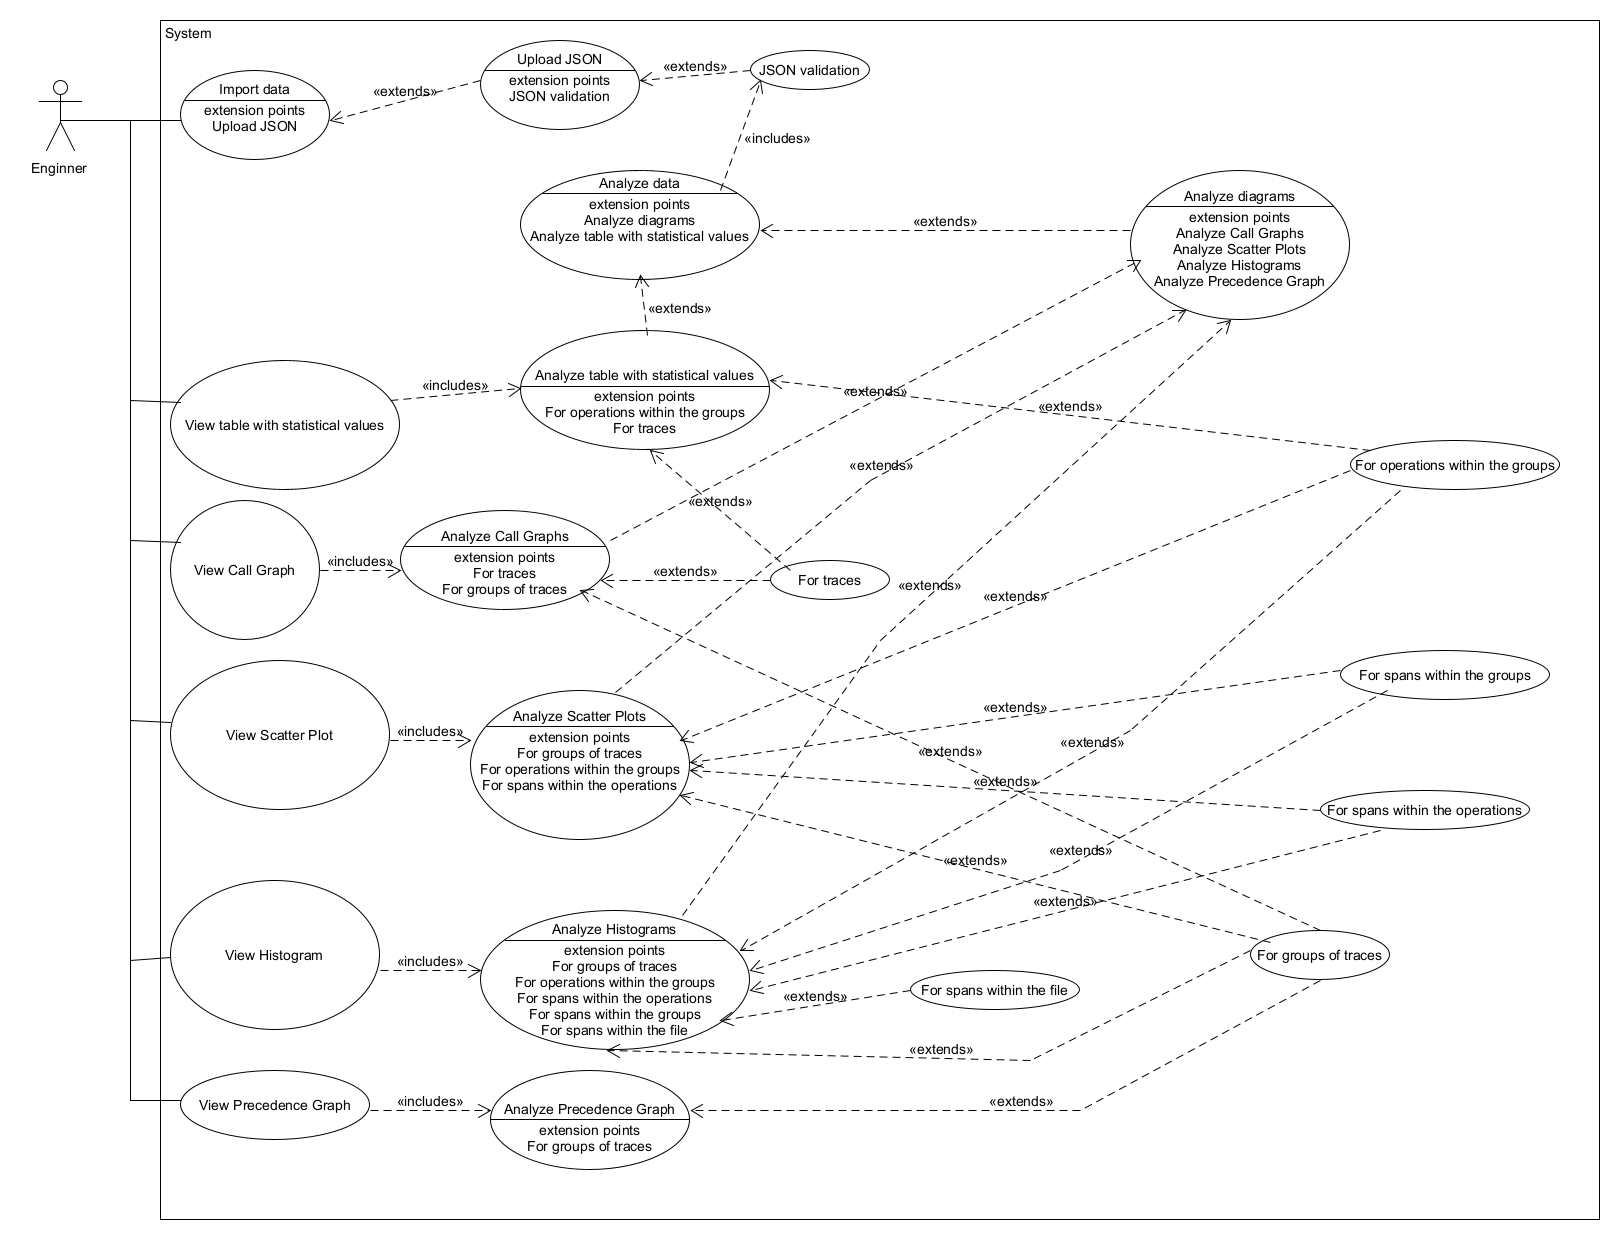 System
Import data
extension points
Upload JSON
«extends»
Upload JSON
extension points
JSON validation
«extends»
JSON validation
Enginner
«includes»
Analyze data
extension points
Analyze diagrams
Analyze table with statistical values
«extends»
Analyze diagrams
extension points
Analyze Call Graphs
Analyze Scatter Plots
Analyze Histograms
Analyze Precedence Graph
«extends»
View table with statistical values
«includes»
Analyze table with statistical values
extension points
For operations within the groups
For traces
«extends»
«extends»
«extends»
For operations within the groups
«extends»
View Call Graph
«includes»
Analyze Call Graphs
extension points
For traces
For groups of traces
«extends»
For traces
«extends»
«extends»
For spans within the groups
View Scatter Plot
«includes»
Analyze Scatter Plots
extension points
For groups of traces
For operations within the groups
For spans within the operations
«extends»
«extends»
«extends»
«extends»
For spans within the operations
«extends»
«extends»
«extends»
View Histogram
«includes»
Analyze Histograms
extension points
For groups of traces
For operations within the groups
For spans within the operations
For spans within the groups
For spans within the file
«extends»
For spans within the file
For groups of traces
«extends»
View Precedence Graph
«includes»
Analyze Precedence Graph
extension points
For groups of traces
«extends»